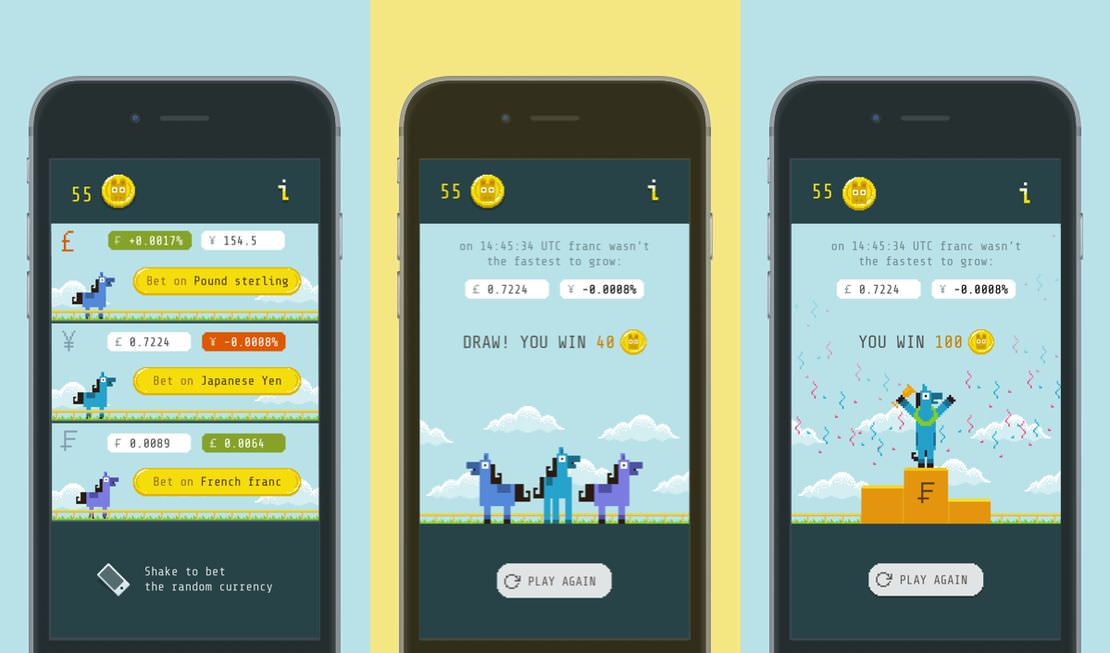 55
i
£
₣ +0.0017%
¥ 154.5
Bet on Pound sterling
¥
£ 0.7224
¥ -0.0008%
Bet on Japanese Yen
₣
₣ 0.0089
£ 0.0064
Bet on French franc
Shake to bet
the random currency
55
i
on 14:45:34 UTC franc wasn't
the fastest to grow:
£ 0.7224
¥ -0.0008%
DRAW! YOU WIN 40
PLAY AGAIN
55
i
on 14:45:34 UTC franc wasn't
the fastest to grow:
£ 0.7224
¥ -0.0008%
YOU WIN 100
₣
PLAY AGAIN